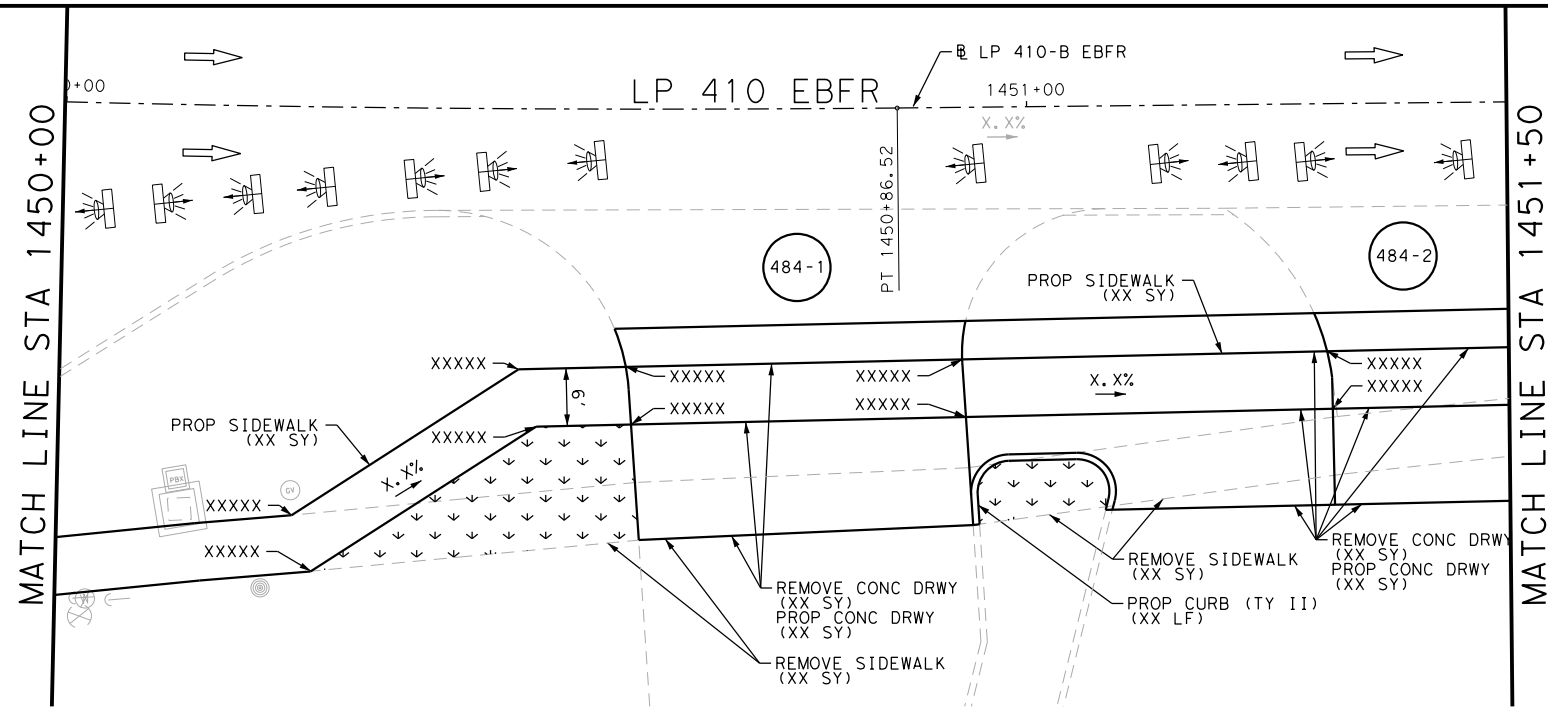 MATCH LINE STA 1450+00
0+00
LP 410 EBFR
B LP 410-B EBFR
1451+00
X.X%
PT 1450+86.52
484-1
484-2
PROP SIDEWALK
(XX SY)
XXXXX
XXXXX
XXXXX
XXXXX
XXXXX
6'
XXXXX
XXXXX
X.X%
XXXXX
PROP SIDEWALK
(XX SY)
X.X%
PBX
GV
XXXXX
XXXXX
REMOVE CONC DRWY
(XX SY)
PROP CONC DRWY
(XX SY)
REMOVE SIDEWALK
(XX SY)
REMOVE SIDEWALK
(XX SY)
PROP CURB (TY II)
(XX LF)
REMOVE CONC DRWY
(XX SY)
PROP CONC DRWY
(XX SY)
MATCH LINE STA 1451+50